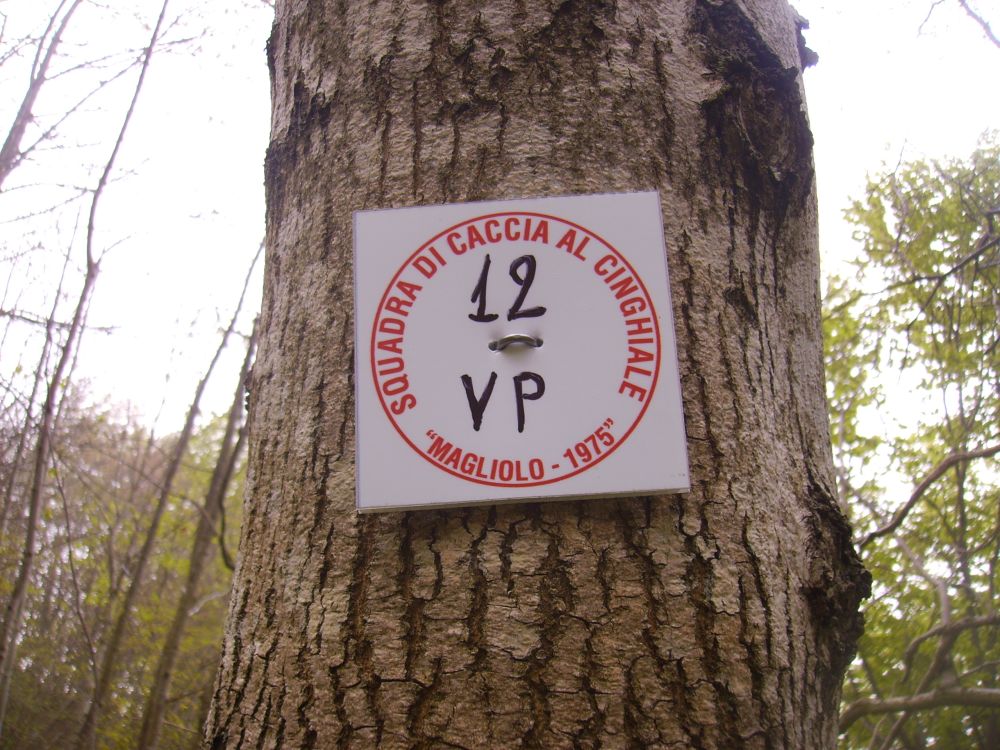 SQUADRA DI CACCIA AL CINGHIALE
12
VP
"MAGLIOLO - 1975"